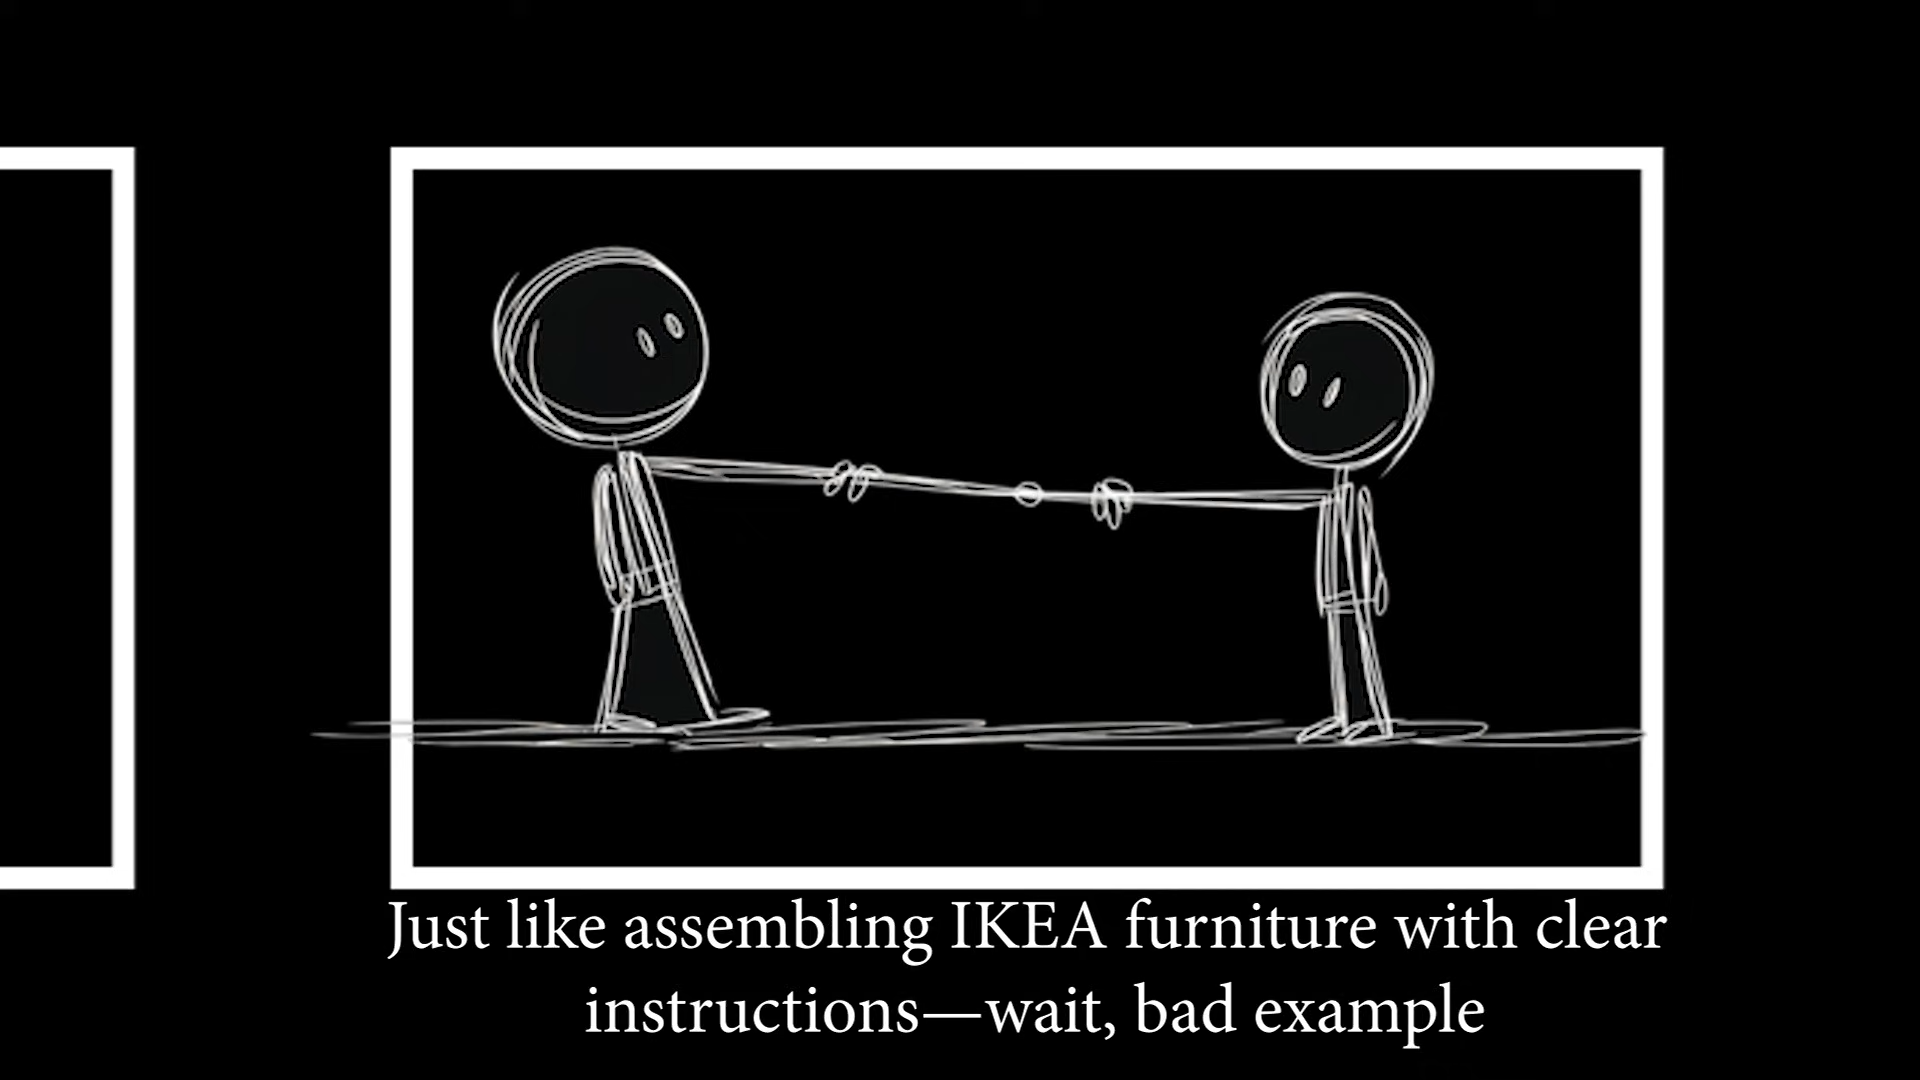 Just like assembling IKEA furniture with clear
instructions—wait, bad example